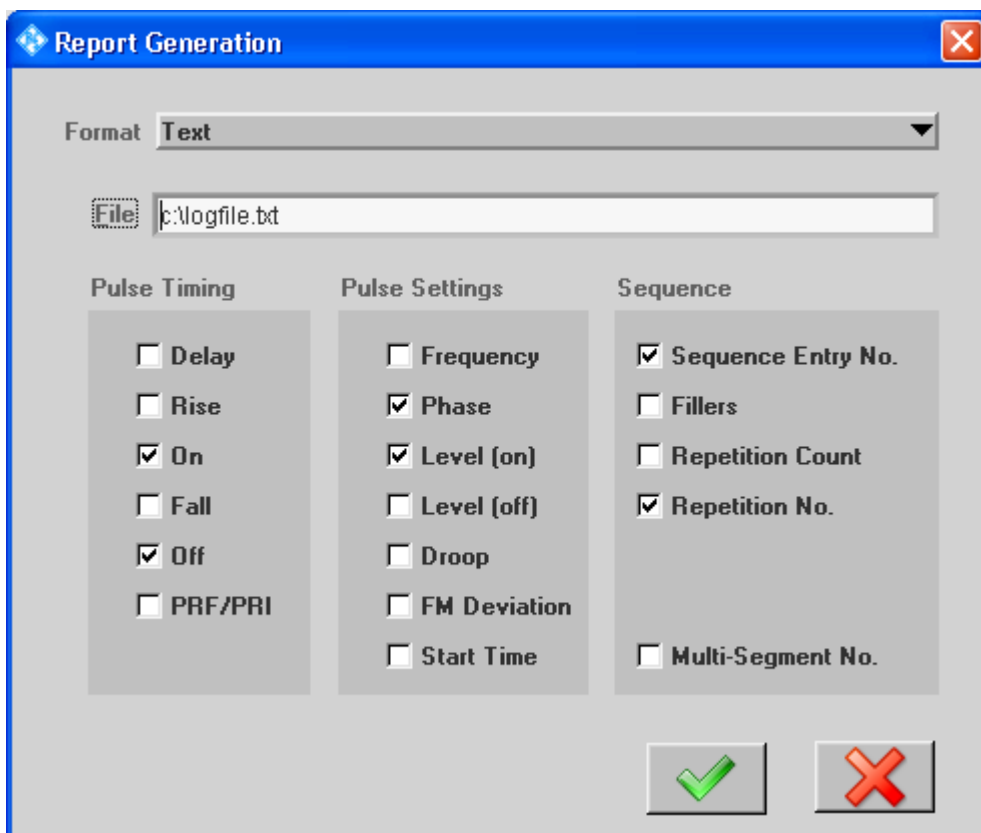 Report Generation
Format Text
File c:\logfile.txt
Pulse Timing Pulse Settings Sequence
Delay Frequency Sequence Entry No.
Rise Phase Fillers
On Level (on) Repetition Count
Fall Level (off) Repetition No.
Off Droop
PRF/PRI FM Deviation
Start Time Multi-Segment No.